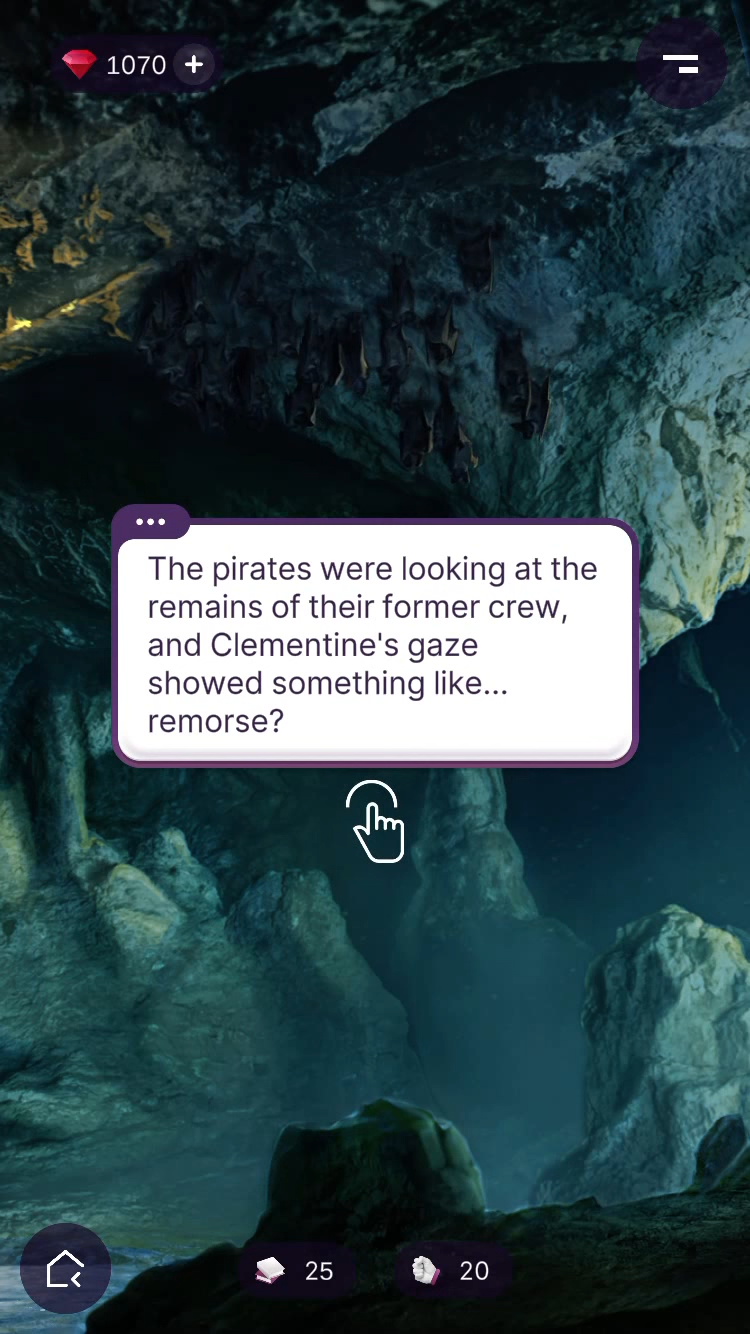 1070
The pirates were looking at the
remains of their former crew,
and Clementine's gaze
showed something like...
remorse?
25
20